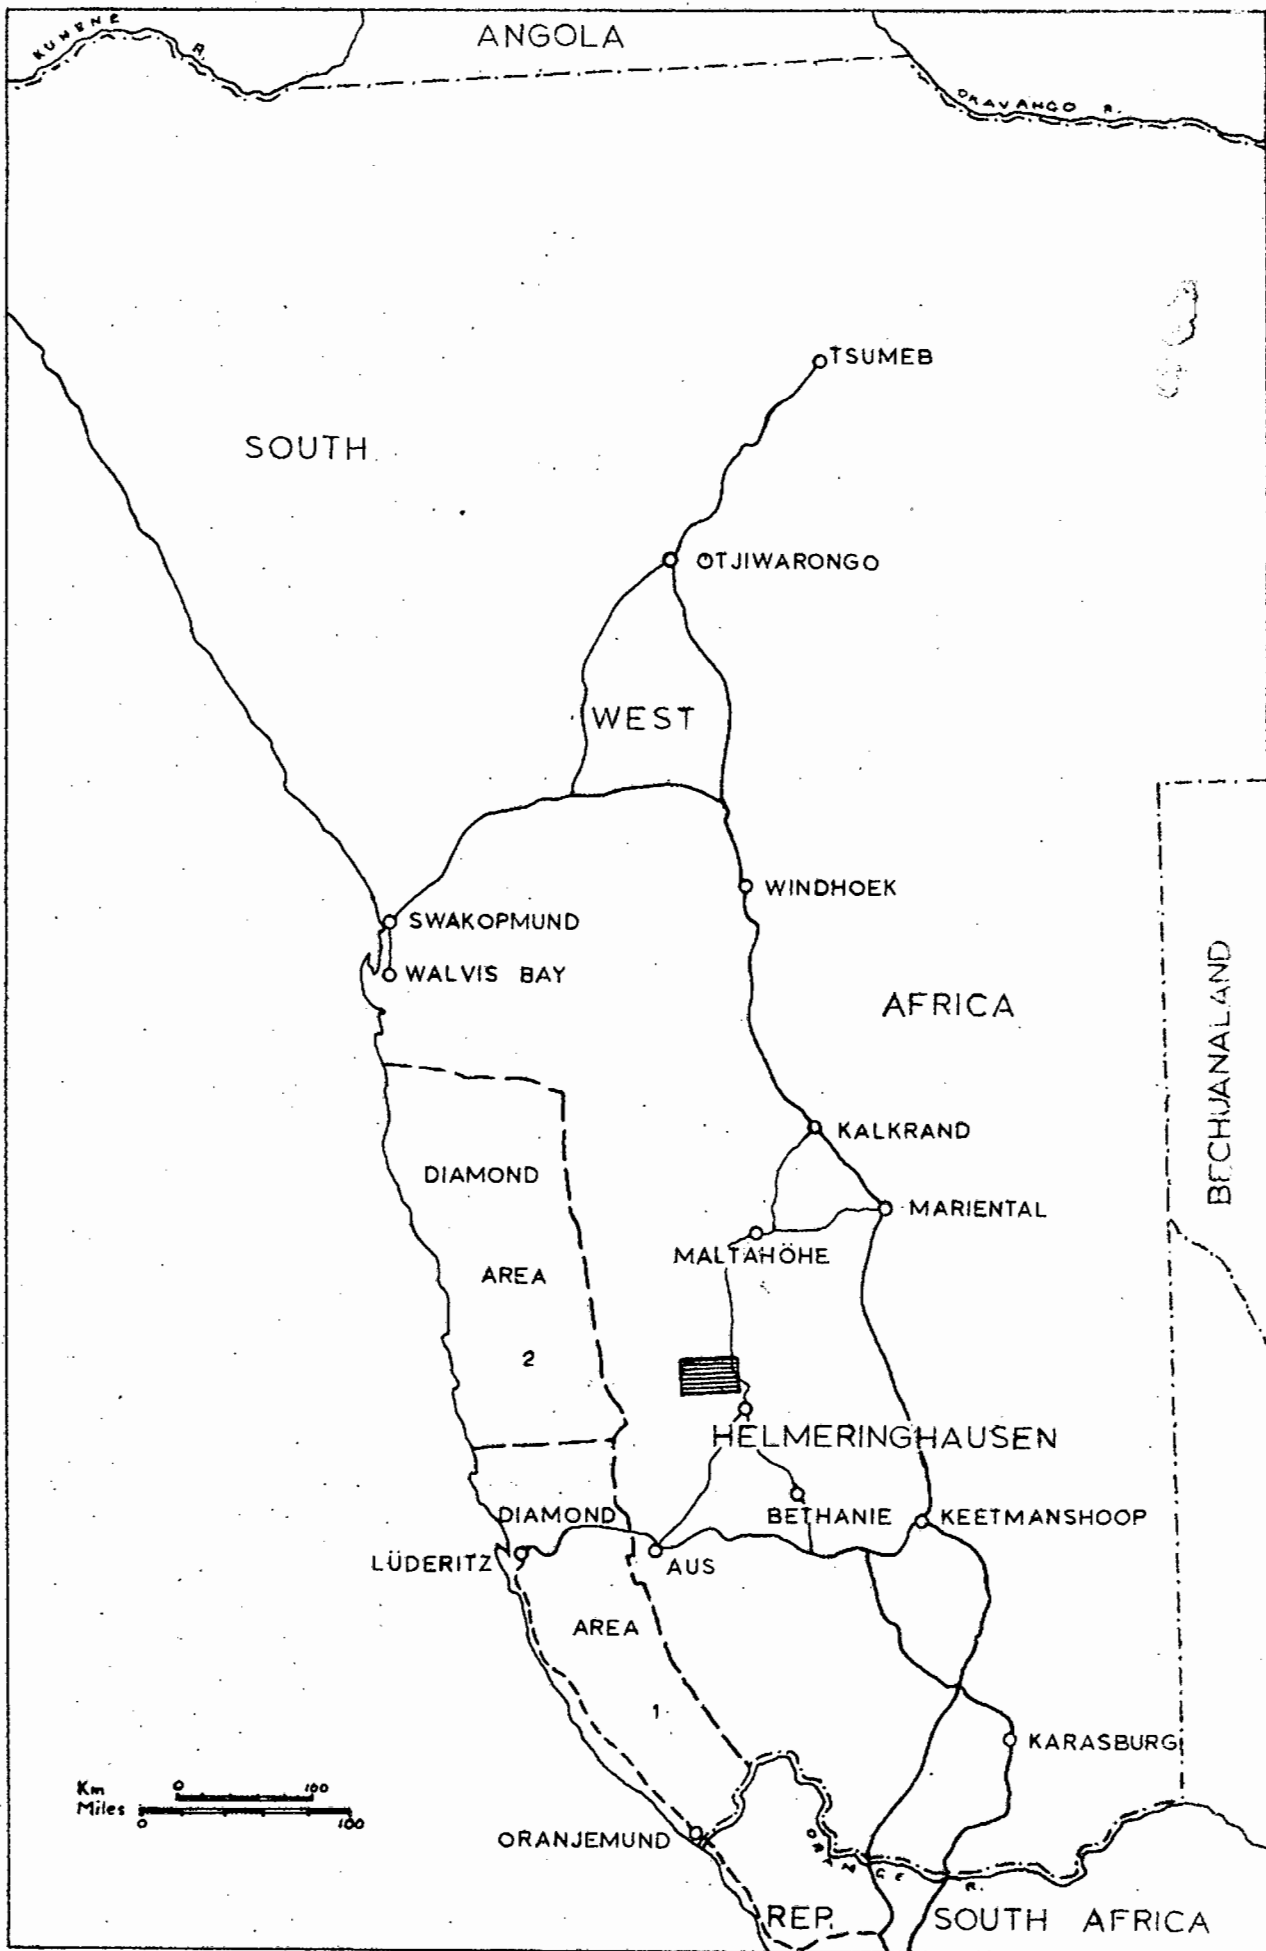 ANGOLA
KUNENE R.
OKAVANGO R.
TSUMEB
SOUTH
OTJIWARONGO
WEST
WINDHOEK
SWAKOPMUND
WALVIS BAY
AFRICA
BECHUANALAND
KALKRAND
DIAMOND
MARIENTAL
MALTAHÖHE
AREA
2
HELMERINGHAUSEN
DIAMOND
BETHANIE
KEETMANSHOOP
LÜDERITZ
AUS
AREA
1
KARASBURG
Km 0 100
Miles 0 100
ORANJEMUND
ORANGE R.
REP. SOUTH AFRICA